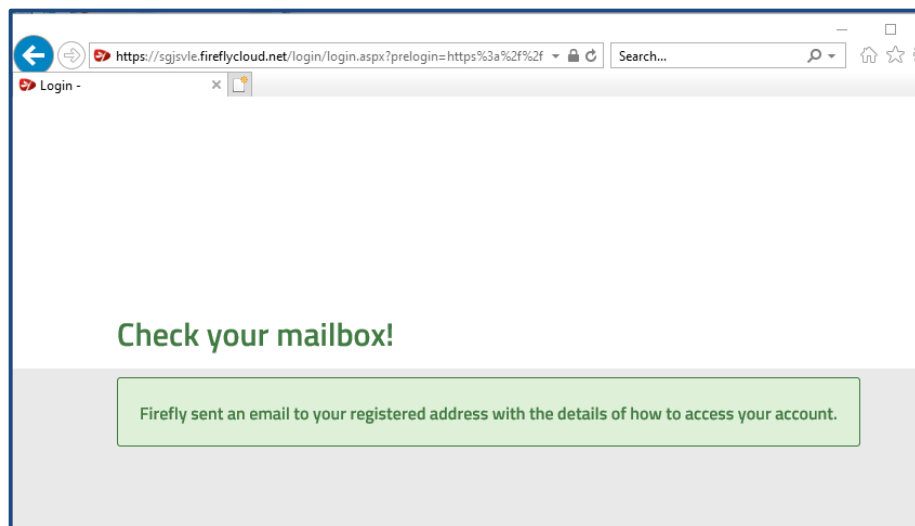 https://sgjsvle.fireflycloud.net/login/login.aspx?prelogin=https%3a%2f%2f
Search...
Login -
Check your mailbox!
Firefly sent an email to your registered address with the details of how to access your account.